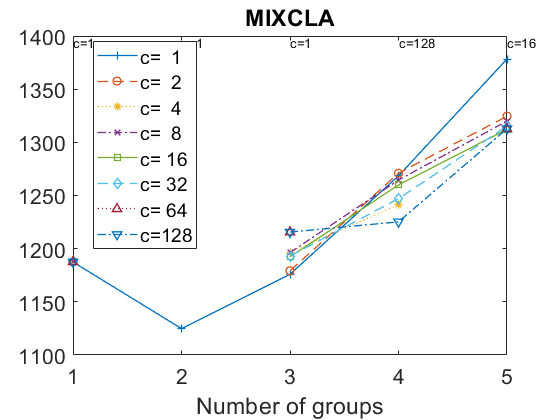 MIXCLA
1400
1350
1300
1250
1200
1150
1100
c=1
1
c=1
c=128
c=16
c= 1
c= 2
c= 4
c= 8
c= 16
c= 32
c= 64
c=128
1 2 3 4 5
Number of groups